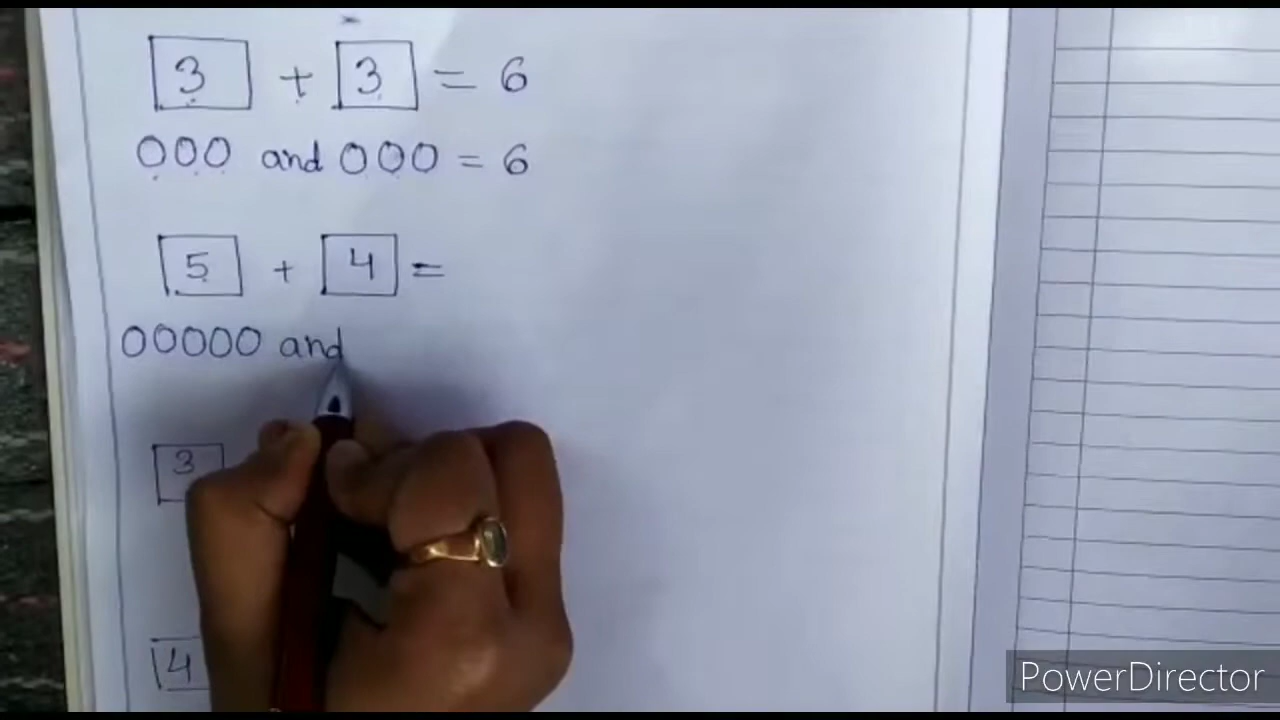 3 + 3 = 6
000 and 000 = 6
5 + 4 =
00000 and
3
4
PowerDirector